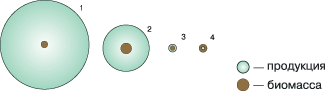 1
2
3
4
— продукция
— биомасса